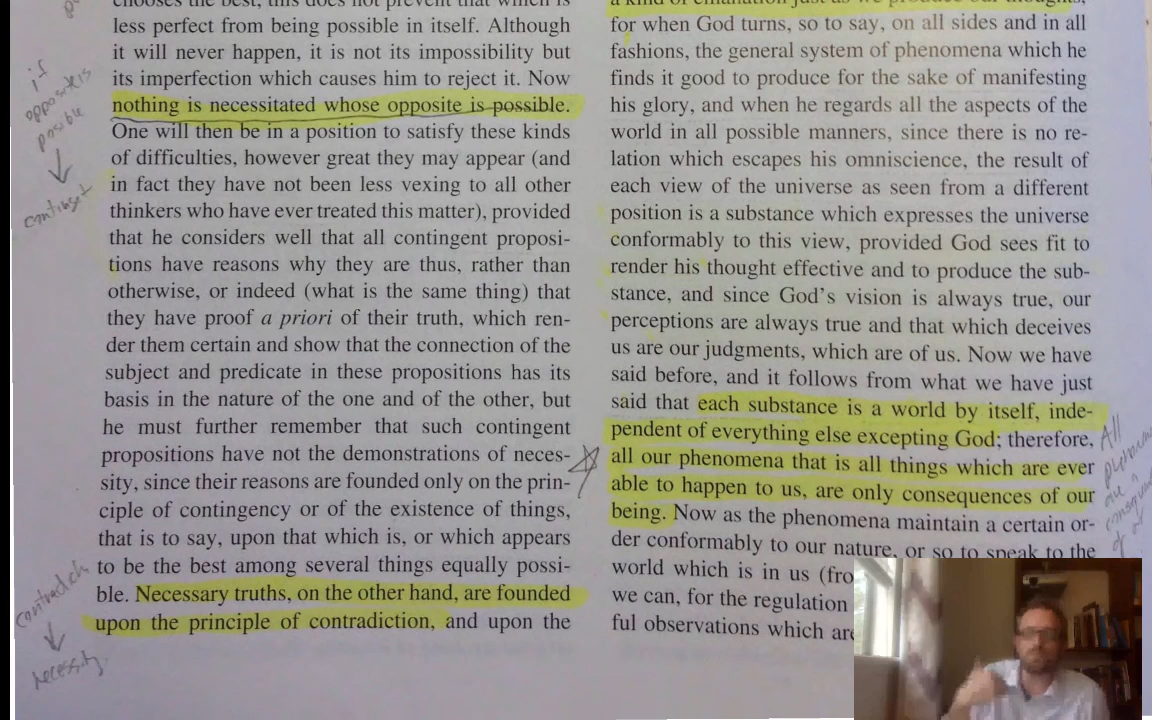 less perfect from being possible in itself. Although
it will never happen, it is not its impossibility but
its imperfection which causes him to reject it. Now
nothing is necessitated whose opposite is possible.
One will then be in a position to satisfy these kinds
of difficulties, however great they may appear (and
in fact they have not been less vexing to all other
thinkers who have ever treated this matter), provided
that he considers well that all contingent proposi-
tions have reasons why they are thus, rather than
otherwise, or indeed (what is the same thing) that
they have proof a priori of their truth, which ren-
der them certain and show that the connection of the
subject and predicate in these propositions has its
basis in the nature of the one and of the other, but
he must further remember that such contingent
propositions have not the demonstrations of neces-
sity, since their reasons are founded only on the prin-
ciple of contingency or of the existence of things,
that is to say, upon that which is, or which appears
to be the best among several things equally possi-
ble. Necessary truths, on the other hand, are founded
upon the principle of contradiction, and upon the
if
opposite is
possible
contingent
necessity
for when God turns, so to say, on all sides and in all
fashions, the general system of phenomena which he
finds it good to produce for the sake of manifesting
his glory, and when he regards all the aspects of the
world in all possible manners, since there is no re-
lation which escapes his omniscience, the result of
each view of the universe as seen from a different
position is a substance which expresses the universe
conformably to this view, provided God sees fit to
render his thought effective and to produce the sub-
stance, and since God's vision is always true, our
perceptions are always true and that which deceives
us are our judgments, which are of us. Now we have
said before, and it follows from what we have just
said that each substance is a world by itself, inde-
pendent of everything else excepting God; therefore,
all our phenomena that is all things which are ever
able to happen to us, are only consequences of our
being. Now as the phenomena maintain a certain or-
der conformably to our nature, or so to speak to the
world which is in us (fro
we can, for the regulation
ful observations which are
All